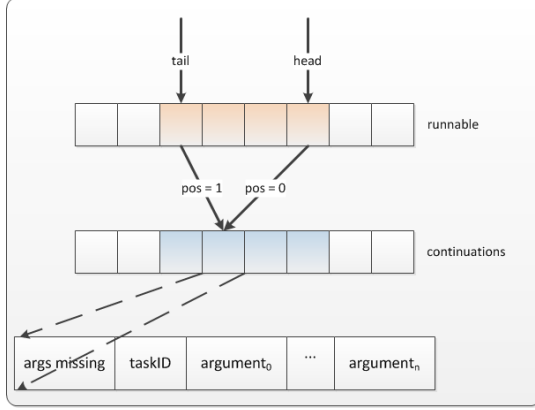 tail
head
runnable
pos = 1
pos = 0
continuations
args missing
taskID
argument₀
...
argumentₙ